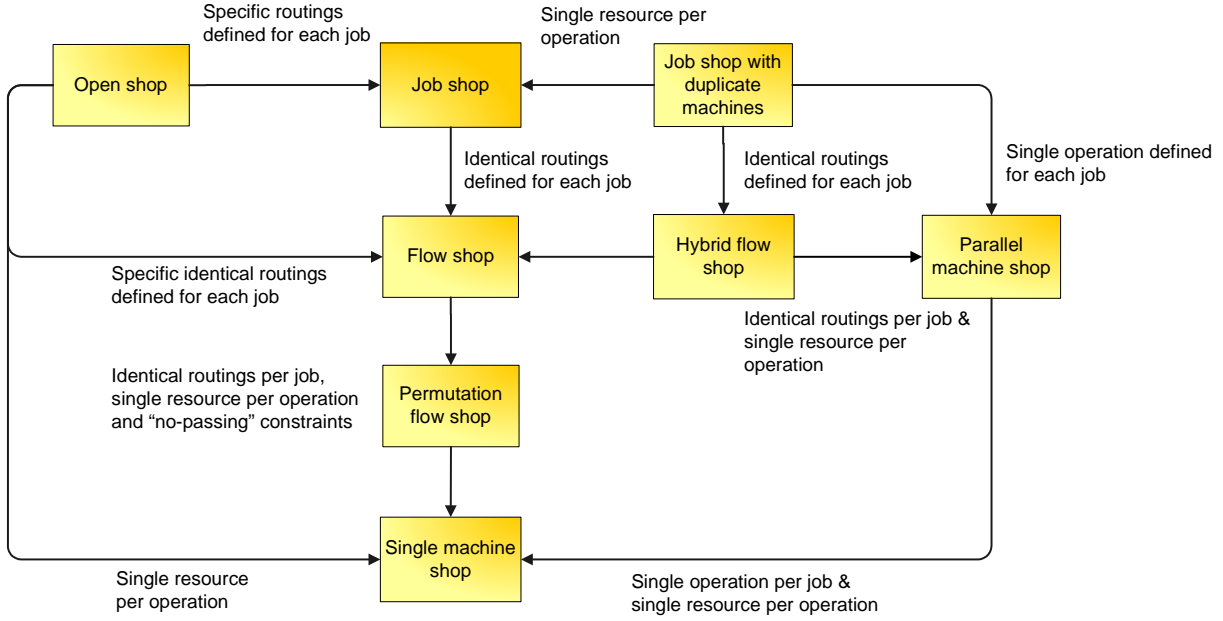 Specific routings
defined for each job
Single resource per
operation
Open shop
Job shop
Job shop with
duplicate
machines
Identical routings
defined for each job
Identical routings
defined for each job
Single operation defined
for each job
Flow shop
Hybrid flow
shop
Parallel
machine shop
Specific identical routings
defined for each job
Identical routings per job &
single resource per
operation
Identical routings per job,
single resource per operation
and “no-passing” constraints
Permutation
flow shop
Single machine
shop
Single resource
per operation
Single operation per job &
single resource per operation